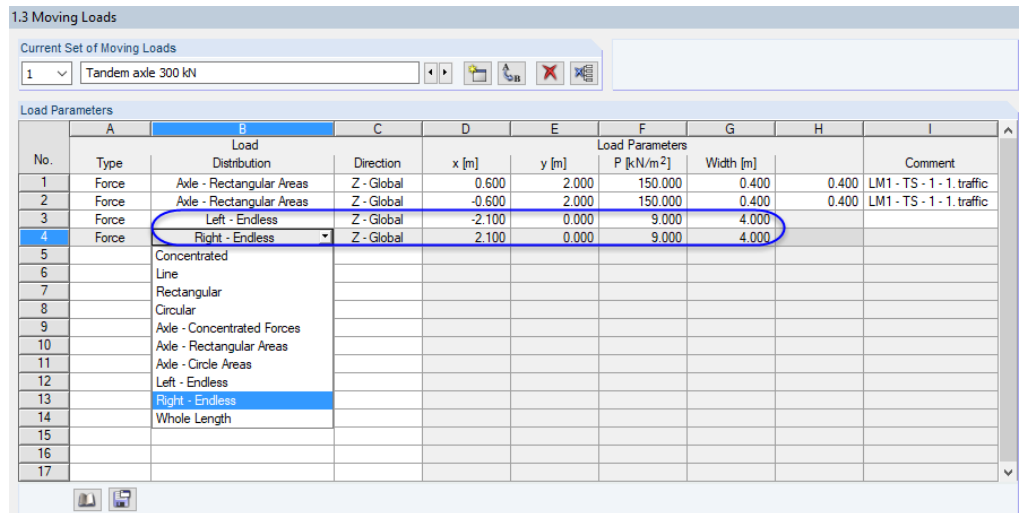 1.3 Moving Loads
Current Set of Moving Loads
1 Tandem axle 300 kN
A
B
Load Parameters
A B C D E F G H I
Load Load Parameters
No. Type Distribution Direction x [m] y [m] P [kN/m²] Width [m] Comment
1 Force Axle - Rectangular Areas Z - Global 0.600 2.000 150.000 0.400 0.400 LM1 - TS - 1 - 1. traffic
2 Force Axle - Rectangular Areas Z - Global -0.600 2.000 150.000 0.400 0.400 LM1 - TS - 1 - 1. traffic
3 Force Left - Endless Z - Global -2.100 0.000 9.000 4.000
4 Force Right - Endless Z - Global 2.100 0.000 9.000 4.000
5 Concentrated
6 Line
7 Rectangular
8 Circular
9 Axle - Concentrated Forces
10 Axle - Rectangular Areas
11 Axle - Circle Areas
12 Left - Endless
13 Right - Endless
14 Whole Length
15
16
17